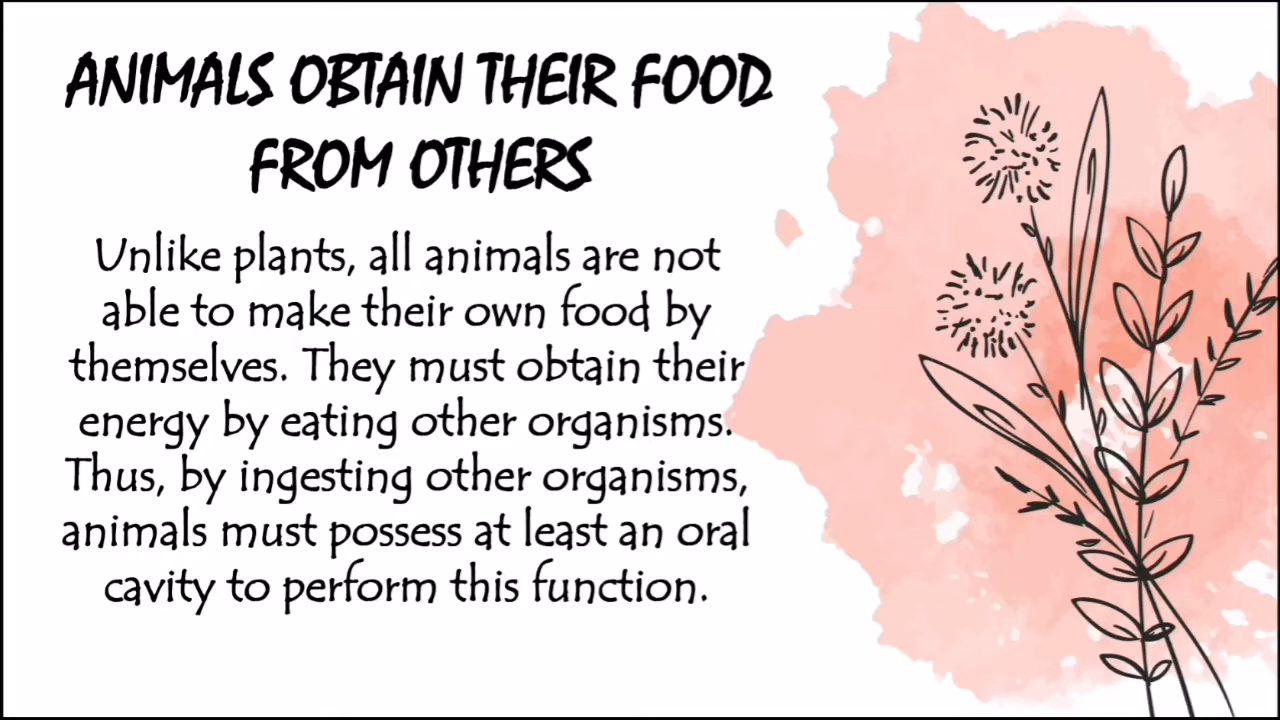 ANIMALS OBTAIN THEIR FOOD
FROM OTHERS
Unlike plants, all animals are not
able to make their own food by
themselves. They must obtain their
energy by eating other organisms.
Thus, by ingesting other organisms,
animals must possess at least an oral
cavity to perform this function.